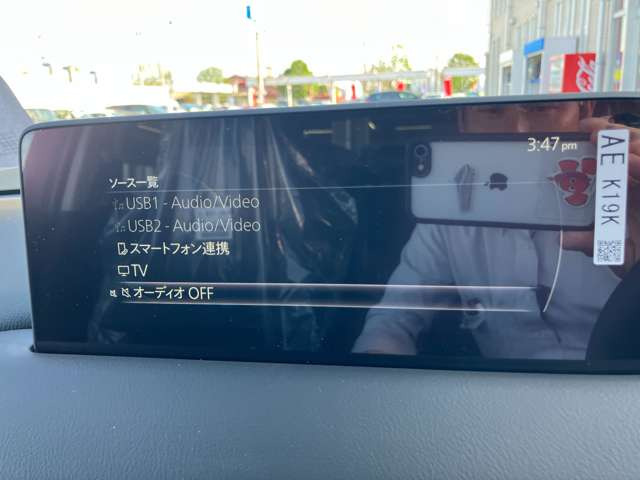 3:47 pm
ソース一覧
USB1 - Audio/Video
USB2 - Audio/Video
スマートフォン連携
TV
オーディオ OFF
AE K19K